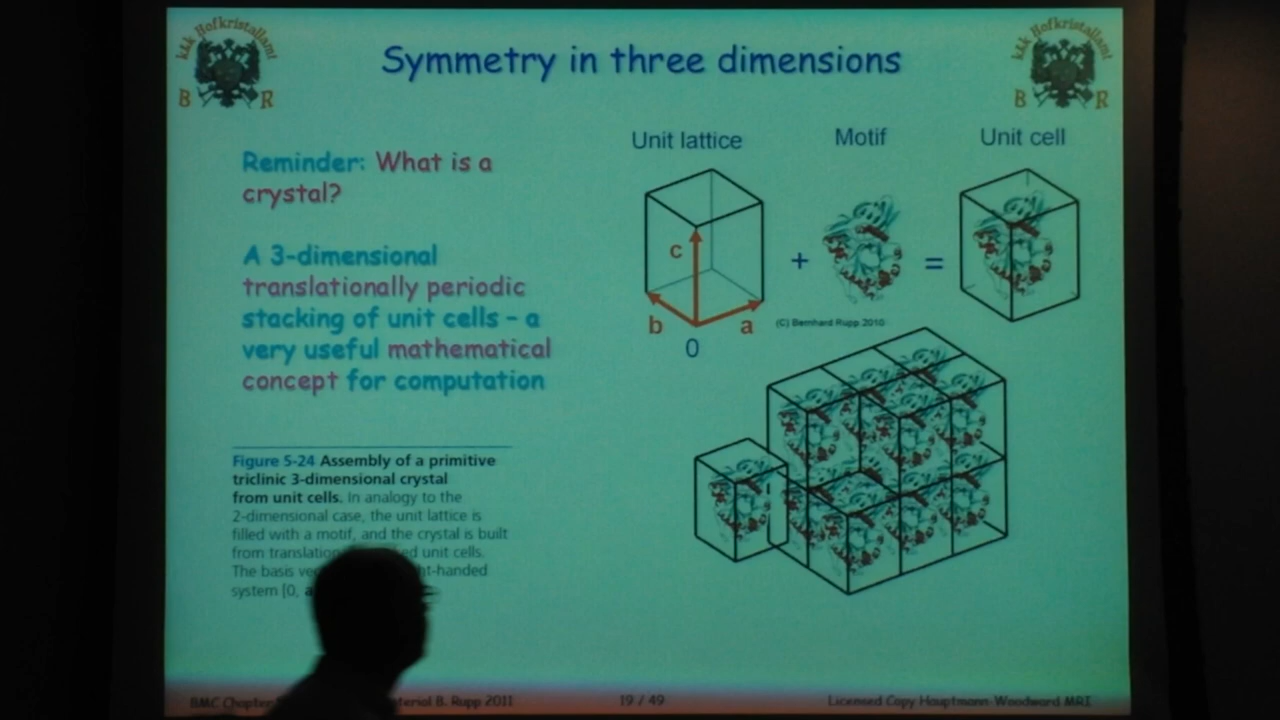 kkk Hofkristallamt
B R
Symmetry in three dimensions
kkk Hofkristallamt
B R
Reminder: What is a
crystal?
A 3-dimensional
translationally periodic
stacking of unit cells – a
very useful mathematical
concept for computation
Unit lattice
Motif
Unit cell
c
b
a
0
+
=
(C) Bernhard Rupp 2010
Figure 5-24 Assembly of a primitive
triclinic 3-dimensional crystal
from unit cells. In analogy to the
2-dimensional case, the unit lattice is
filled with a motif, and the crystal is built
from unit cells.
The basis
system [0,
BMC B. Rupp 2011
19 / 49
Licensed Copy Hauptmann Woodward MRI